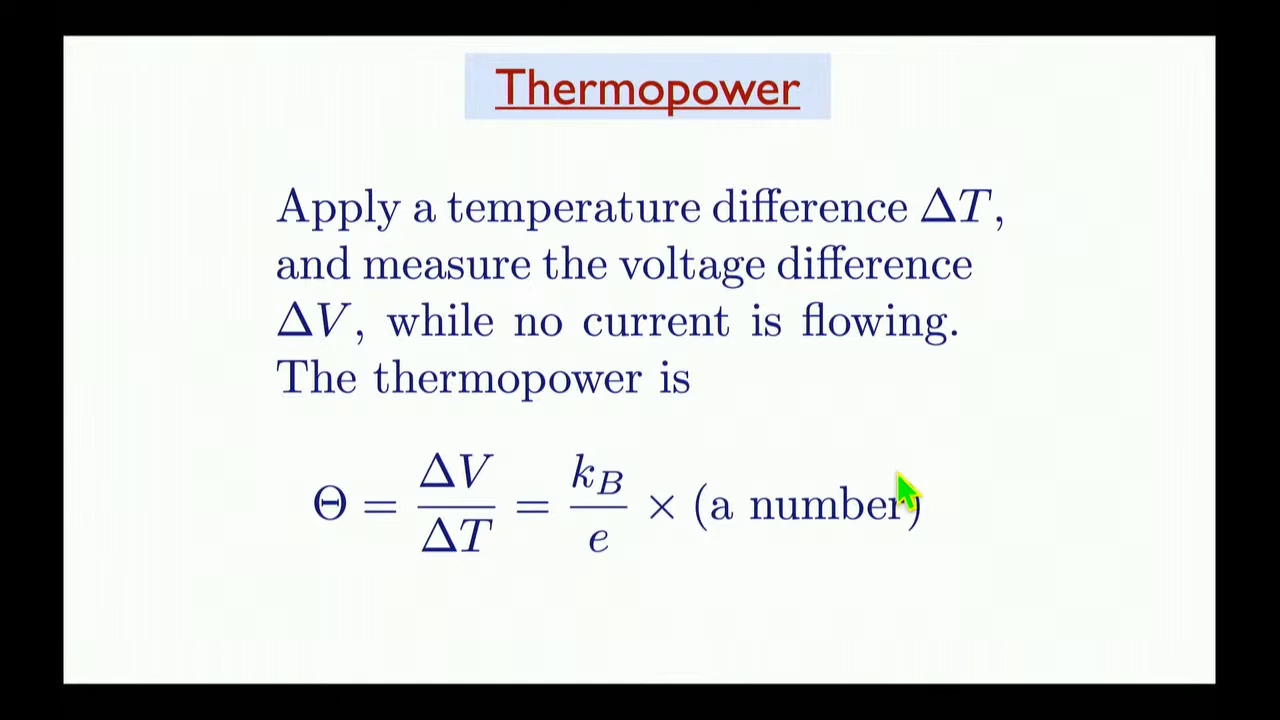 Thermopower
Apply a temperature difference ΔT,
and measure the voltage difference
ΔV, while no current is flowing.
The thermopower is
Θ = ΔV/ΔT = k_B/e × (a number)